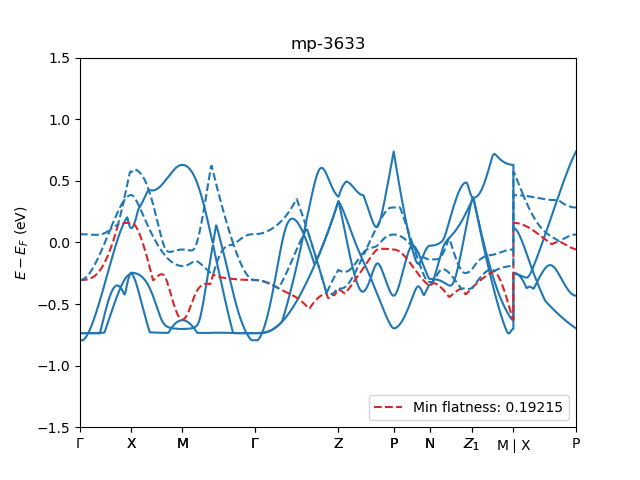 mp-3633
1.5
1.0
0.5
0.0
−0.5
−1.0
−1.5
E − E_F (eV)
Min flatness: 0.19215
Γ X M Γ Z P N Z₁ M | X P